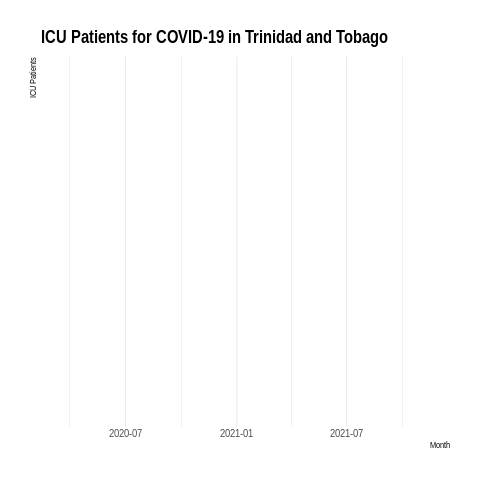 ICU Patients for COVID-19 in Trinidad and Tobago
ICU Patients
2020-07
2021-01
2021-07
Month